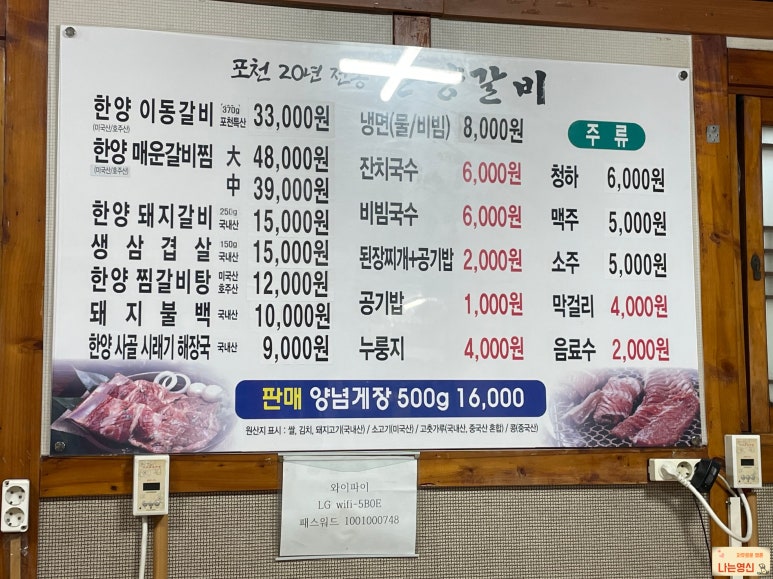 포천 20년 전통 한양갈비
한양 이동갈비 (미국산/호주산) 370g 포천특산 33,000원
한양 매운갈비찜 (미국산/호주산) 大 48,000원
中 39,000원
한양 돼지갈비 250g 국내산 15,000원
생삼겹살 150g 국내산 15,000원
한양 찜갈비탕 미국산 호주산 12,000원
돼지불백 국내산 10,000원
한양 사골 시래기 해장국 국내산 9,000원
냉면(물/비빔) 8,000원
잔치국수 6,000원
비빔국수 6,000원
된장찌개+공기밥 2,000원
공기밥 1,000원
누룽지 4,000원
주류
청하 6,000원
맥주 5,000원
소주 5,000원
막걸리 4,000원
음료수 2,000원
판매 양념게장 500g 16,000
원산지 표시 : 쌀, 김치, 돼지고기(국내산) / 소고기(미국산) / 고춧가루(국내산, 중국산 혼합) / 콩(중국산)
와이파이
LG wifi-5B0E
패스워드 1001000748
나는영신